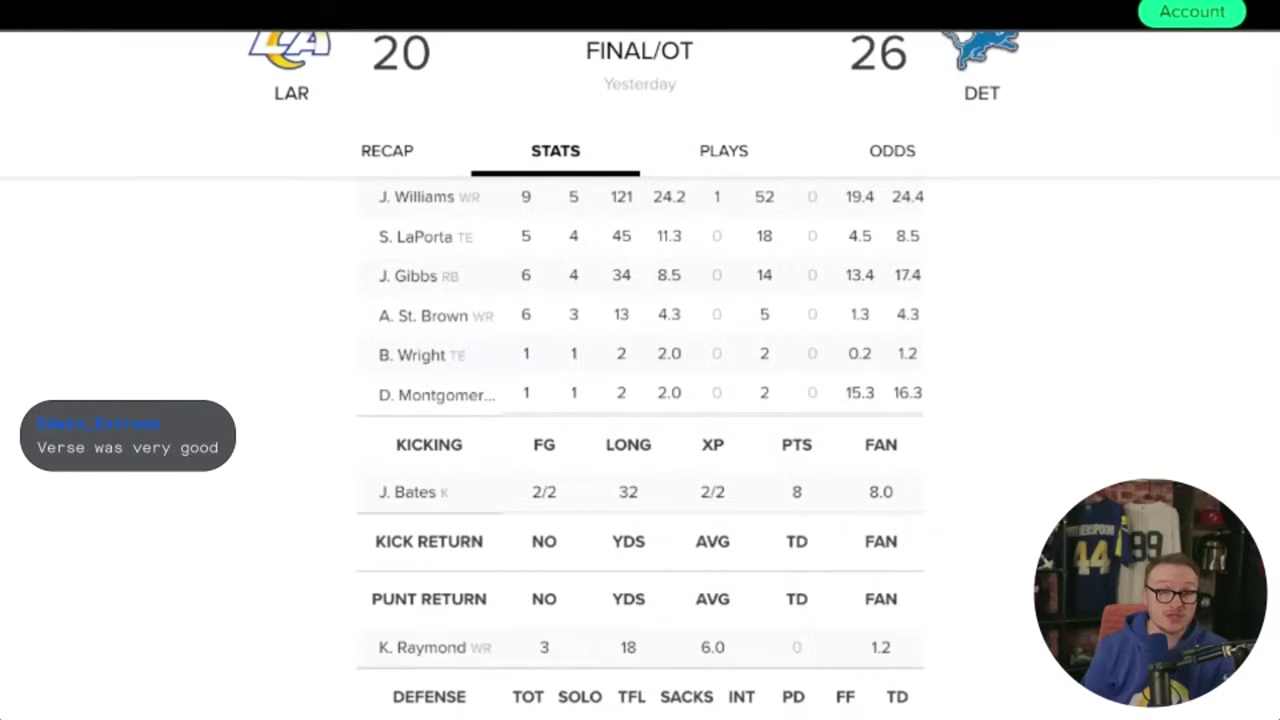 Account
LA
20
FINAL/OT
26
Yesterday
LAR
DET
RECAP STATS PLAYS ODDS
J. Williams WR 9 5 121 24.2 1 52 0 19.4 24.4
S. LaPorta TE 5 4 45 11.3 0 18 0 4.5 8.5
J. Gibbs RB 6 4 34 8.5 0 14 0 13.4 17.4
A. St. Brown WR 6 3 13 4.3 0 5 0 1.3 4.3
B. Wright TE 1 1 2 2.0 0 2 0 0.2 1.2
D. Montgomer... 1 1 2 2.0 0 2 0 15.3 16.3
Edwin_Estrada
Verse was very good
KICKING FG LONG XP PTS FAN
J. Bates K 2/2 32 2/2 8 8.0
KICK RETURN NO YDS AVG TD FAN
PUNT RETURN NO YDS AVG TD FAN
K. Raymond WR 3 18 6.0 0 1.2
DEFENSE TOT SOLO TFL SACKS INT PD FF TD
44
99